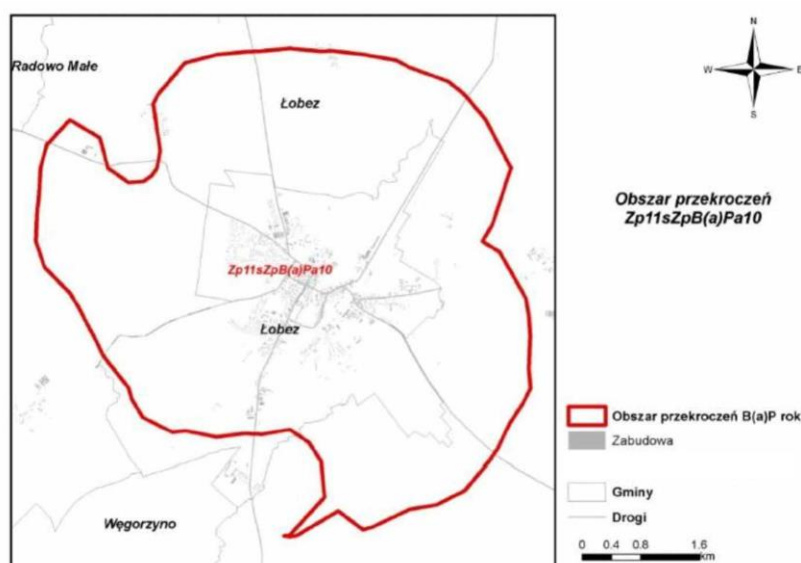 Radowo Małe
Łobez
Zp11sZpB(a)Pa10
Łobez
Węgorzyno
N
W E
S
Obszar przekroczeń
Zp11sZpB(a)Pa10
Obszar przekroczeń B(a)P rok
Zabudowa
Gminy
Drogi
0 0.4 0.8 1.6
km